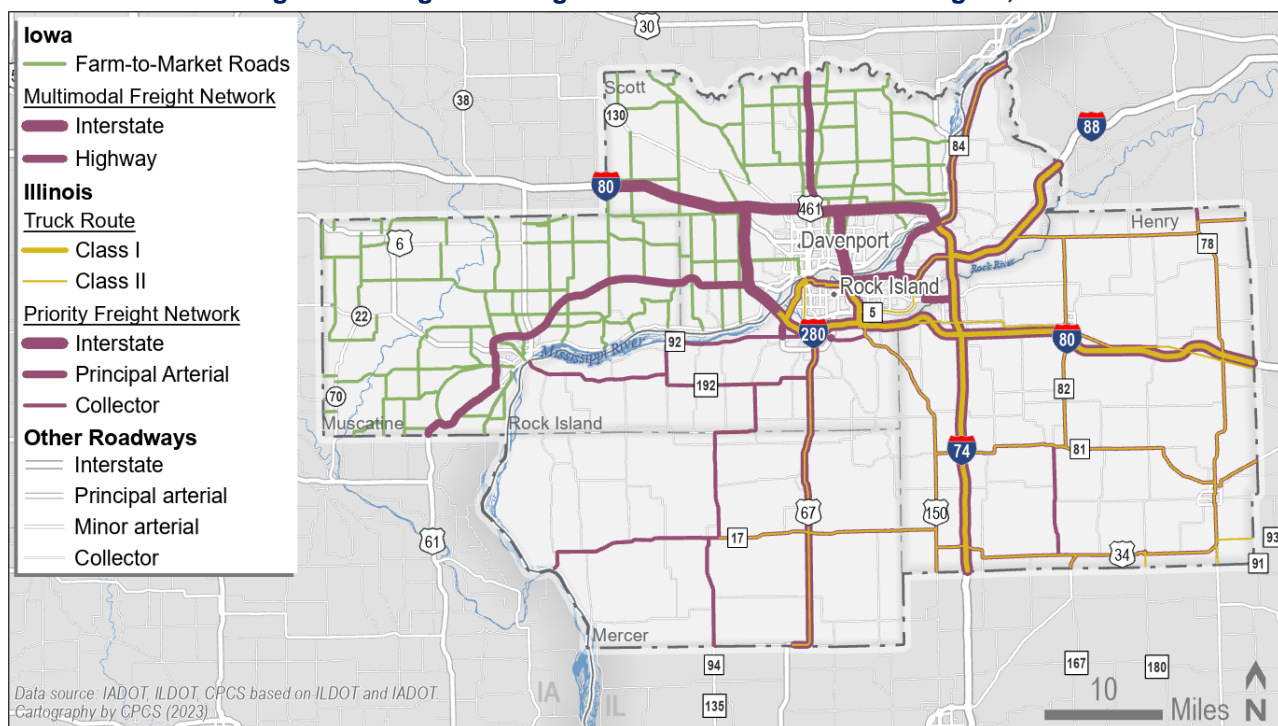 Iowa
Farm-to-Market Roads
Multimodal Freight Network
Interstate
Highway
Illinois
Truck Route
Class I
Class II
Priority Freight Network
Interstate
Principal Arterial
Collector
Other Roadways
Interstate
Principal arterial
Minor arterial
Collector
30
38
Scott
130
84
88
80
461
Davenport
Henry
78
6
Rock River
Rock Island
22
5
Mississippi River
92
280
80
192
82
70
Muscatine
Rock Island
74
81
67
150
61
17
34
93
91
Mercer
94
167
180
135
IA
IL
10
Miles
N
Data source: IADOT, ILDOT, CPCS based on ILDOT and IADOT
Cartography by CPCS (2023)